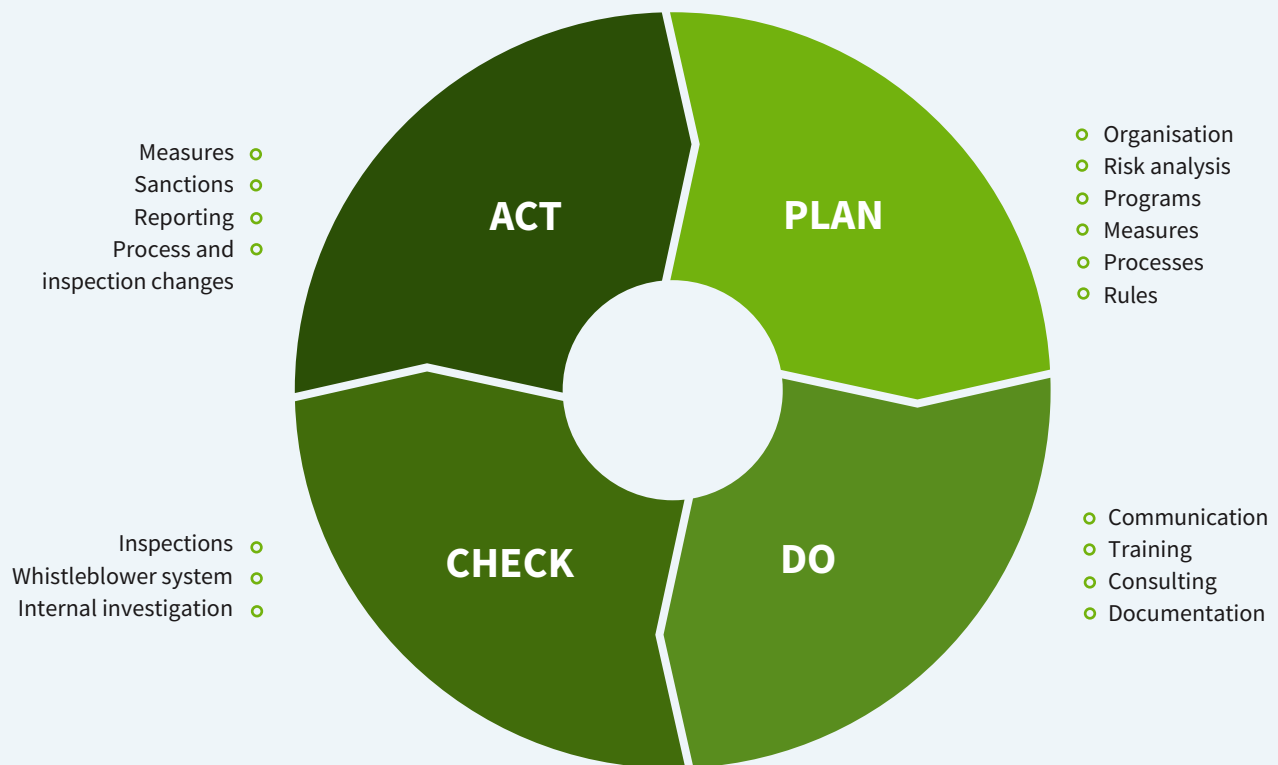 ACT
PLAN
CHECK
DO
Measures
Sanctions
Reporting
Process and
inspection changes
Organisation
Risk analysis
Programs
Measures
Processes
Rules
Inspections
Whistleblower system
Internal investigation
Communication
Training
Consulting
Documentation